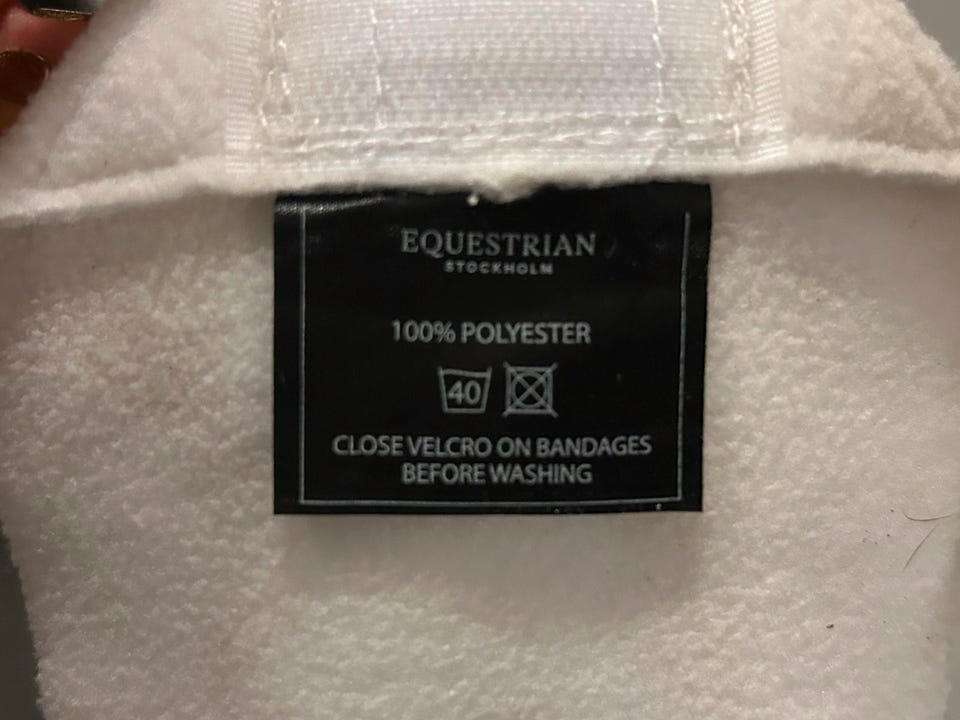 EQUESTRIAN
STOCKHOLM
100% POLYESTER
40
CLOSE VELCRO ON BANDAGES
BEFORE WASHING